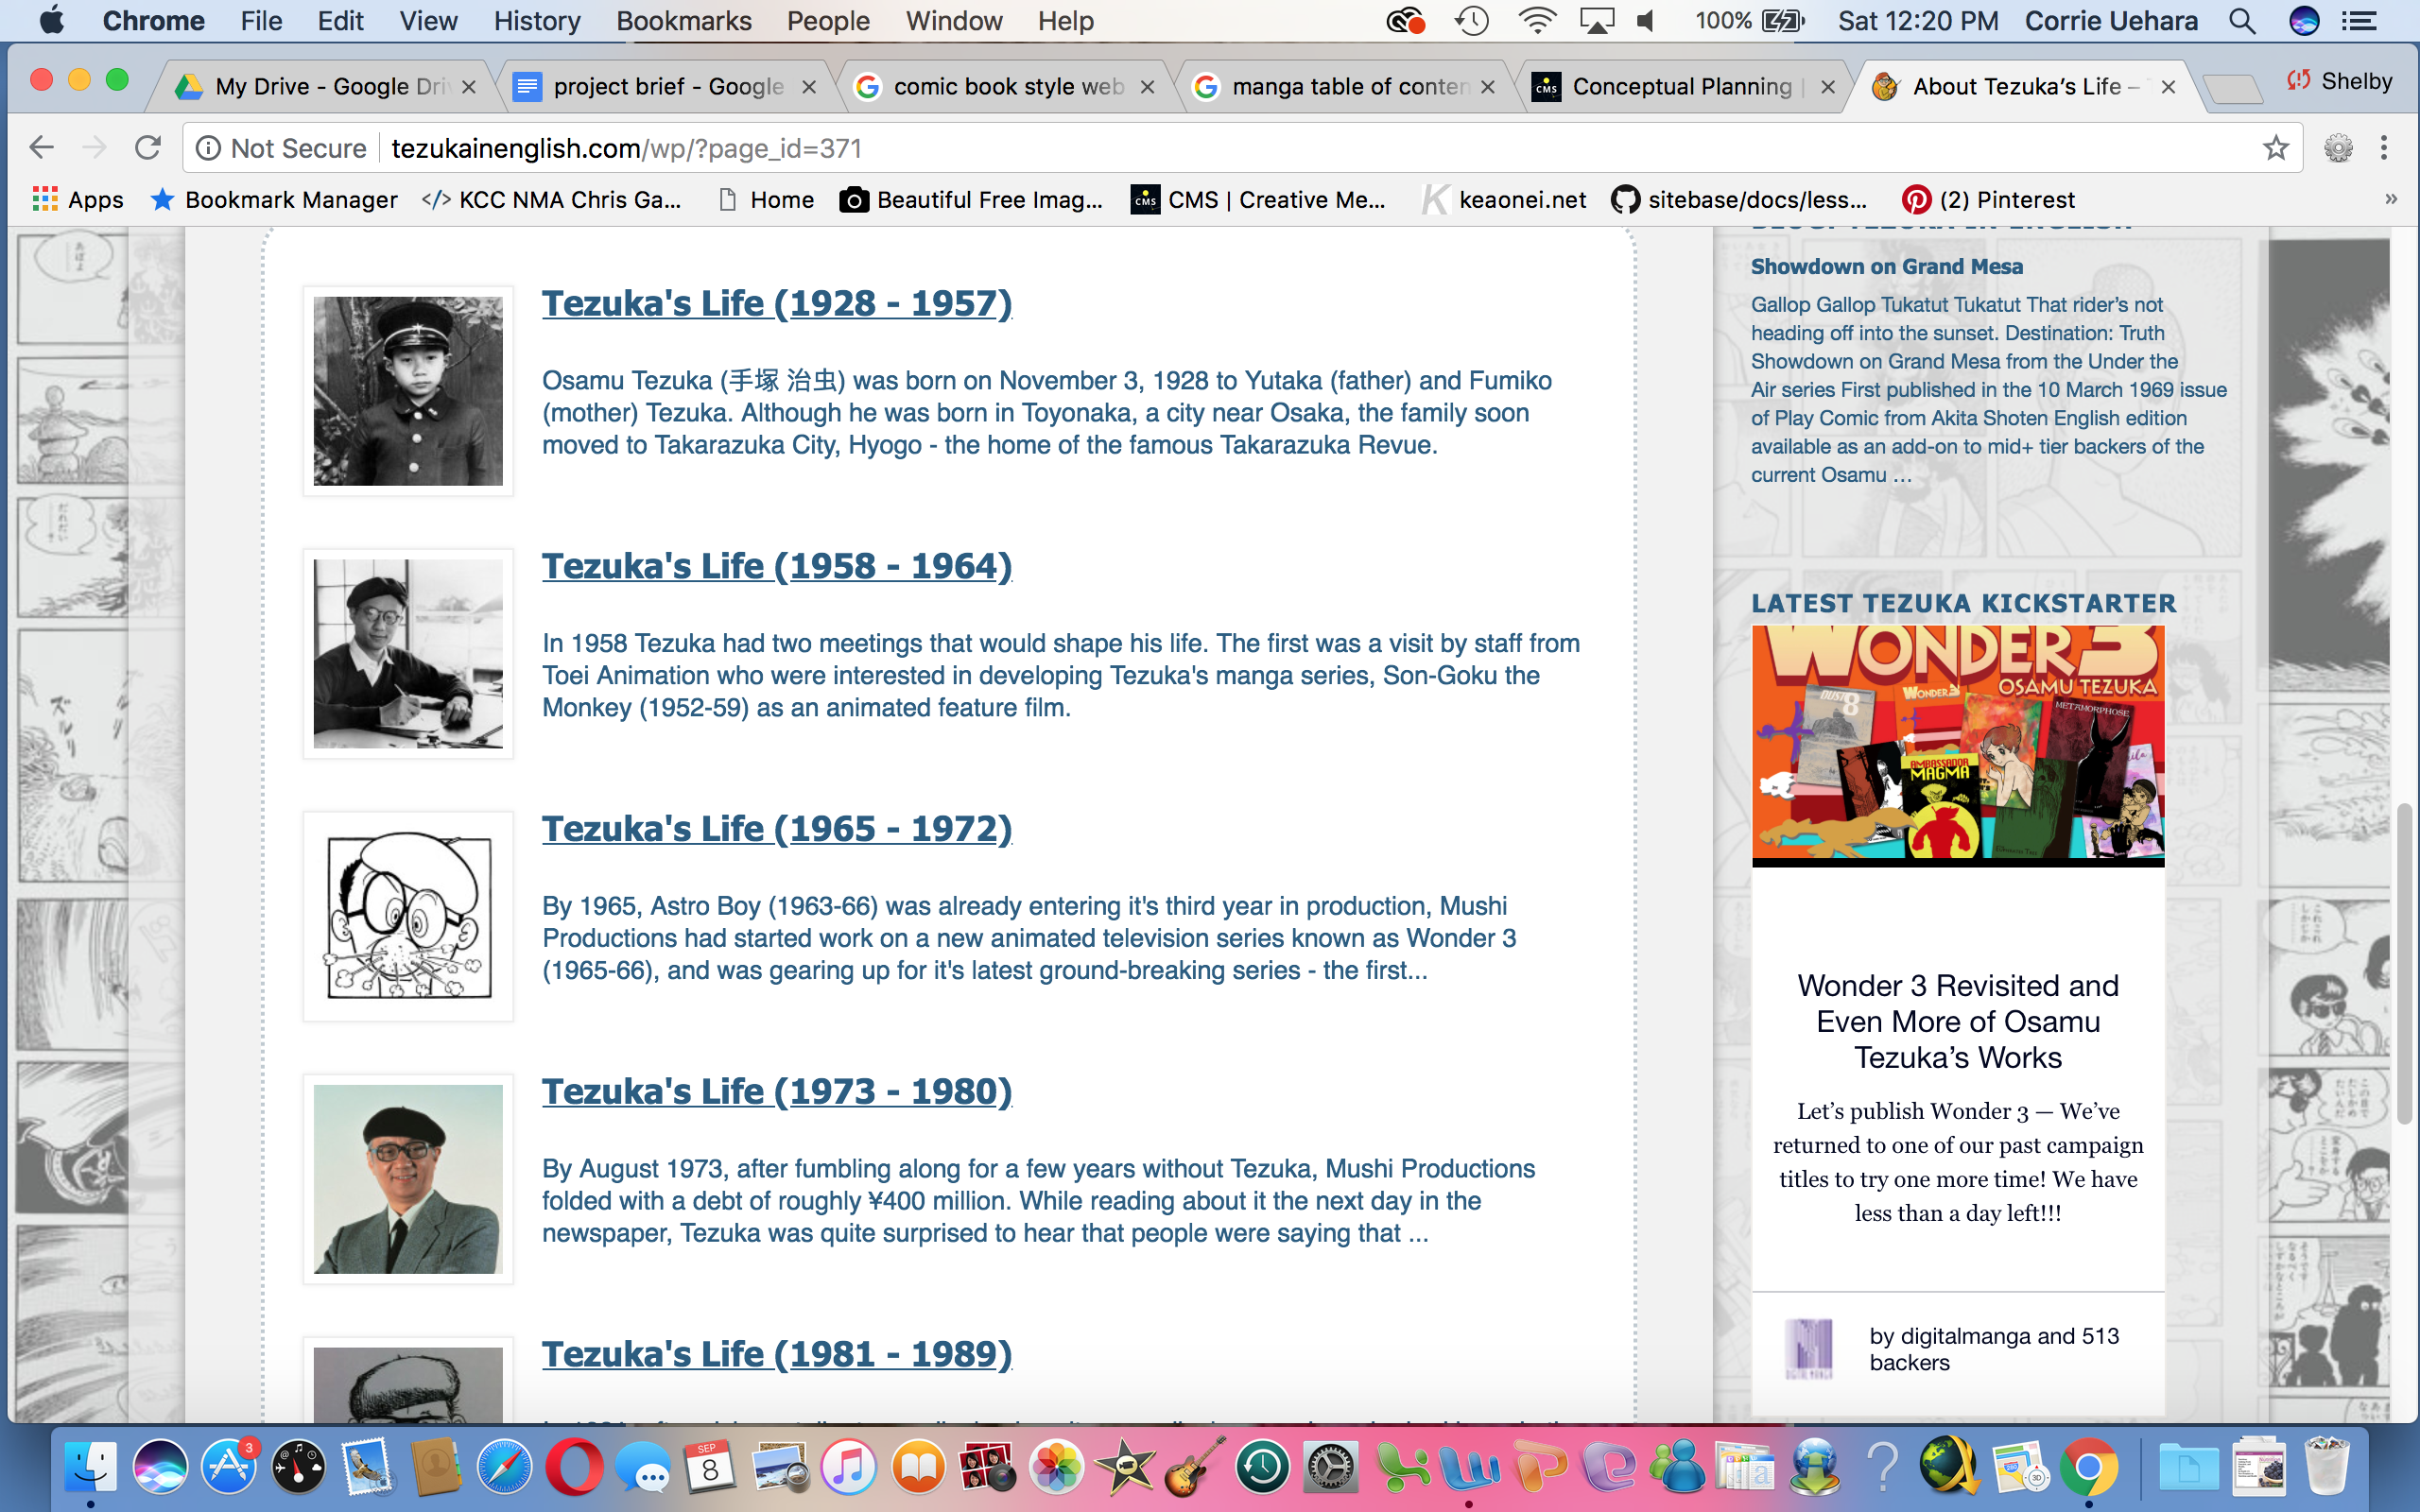 Chrome File Edit View History Bookmarks People Window Help 100% Sat 12:20 PM Corrie Uehara
My Drive - Google Dri project brief - Google comic book style web manga table of conten CMS Conceptual Planning | About Tezuka’s Life – Shelby
Not Secure tezukainenglish.com/wp/?page_id=371
Apps Bookmark Manager </> KCC NMA Chris Ga... Home Beautiful Free Imag... CMS CMS | Creative Me... K keaonei.net sitebase/docs/less... (2) Pinterest »
Tezuka's Life (1928 - 1957)
Osamu Tezuka (手塚 治虫) was born on November 3, 1928 to Yutaka (father) and Fumiko
(mother) Tezuka. Although he was born in Toyonaka, a city near Osaka, the family soon
moved to Takarazuka City, Hyogo - the home of the famous Takarazuka Revue.
Tezuka's Life (1958 - 1964)
In 1958 Tezuka had two meetings that would shape his life. The first was a visit by staff from
Toei Animation who were interested in developing Tezuka's manga series, Son-Goku the
Monkey (1952-59) as an animated feature film.
Tezuka's Life (1965 - 1972)
By 1965, Astro Boy (1963-66) was already entering it's third year in production, Mushi
Productions had started work on a new animated television series known as Wonder 3
(1965-66), and was gearing up for it's latest ground-breaking series - the first...
Tezuka's Life (1973 - 1980)
By August 1973, after fumbling along for a few years without Tezuka, Mushi Productions
folded with a debt of roughly ¥400 million. While reading about it the next day in the
newspaper, Tezuka was quite surprised to hear that people were saying that ...
Tezuka's Life (1981 - 1989)
BLOG: TEZUKA IN ENGLISH
Showdown on Grand Mesa
Gallop Gallop Tukatut Tukatut That rider’s not
heading off into the sunset. Destination: Truth
Showdown on Grand Mesa from the Under the
Air series First published in the 10 March 1969 issue
of Play Comic from Akita Shoten English edition
available as an add-on to mid+ tier backers of the
current Osamu …
LATEST TEZUKA KICKSTARTER
WONDER 3
OSAMU TEZUKA
DUST 8
WONDER 3
METAMORPHOSE
AMBASSADOR
MAGMA
Wonder 3 Revisited and
Even More of Osamu
Tezuka’s Works
Let’s publish Wonder 3 — We’ve
returned to one of our past campaign
titles to try one more time! We have
less than a day left!!!
by digitalmanga and 513
backers
3
SEP
8